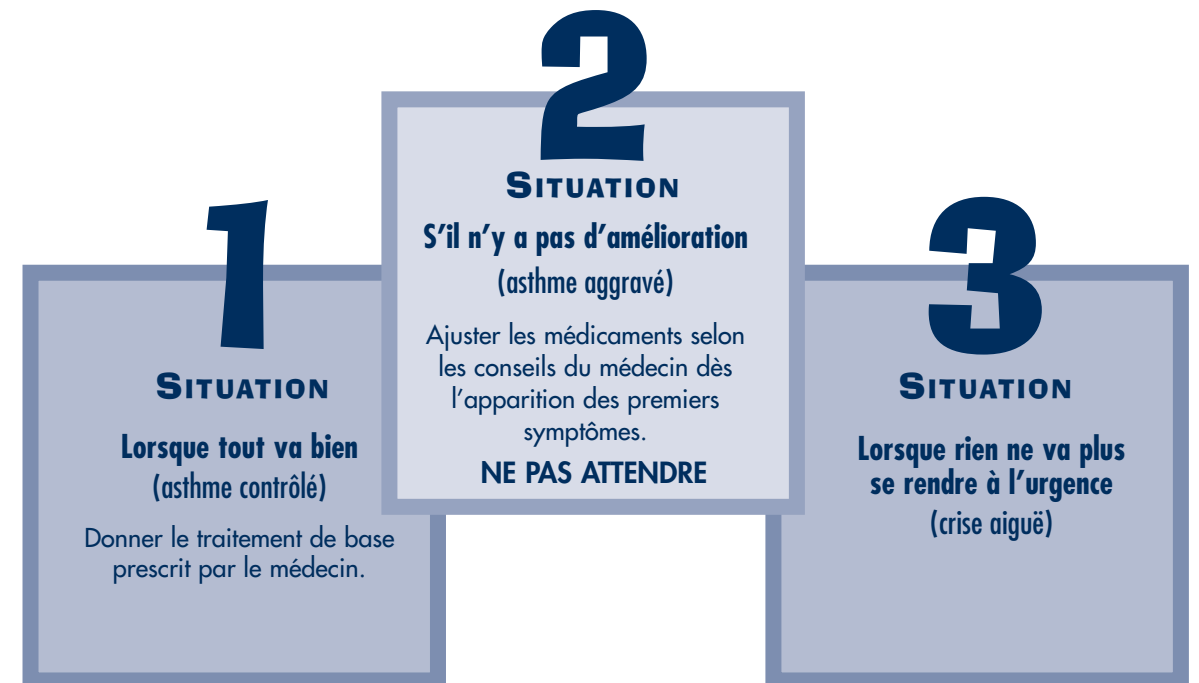 1
SITUATION
Lorsque tout va bien
(asthme contrôlé)
Donner le traitement de base
prescrit par le médecin.
2
SITUATION
S'il n'y a pas d'amélioration
(asthme aggravé)
Ajuster les médicaments selon
les conseils du médecin dès
l'apparition des premiers
symptômes.
NE PAS ATTENDRE
3
SITUATION
Lorsque rien ne va plus
se rendre à l'urgence
(crise aiguë)